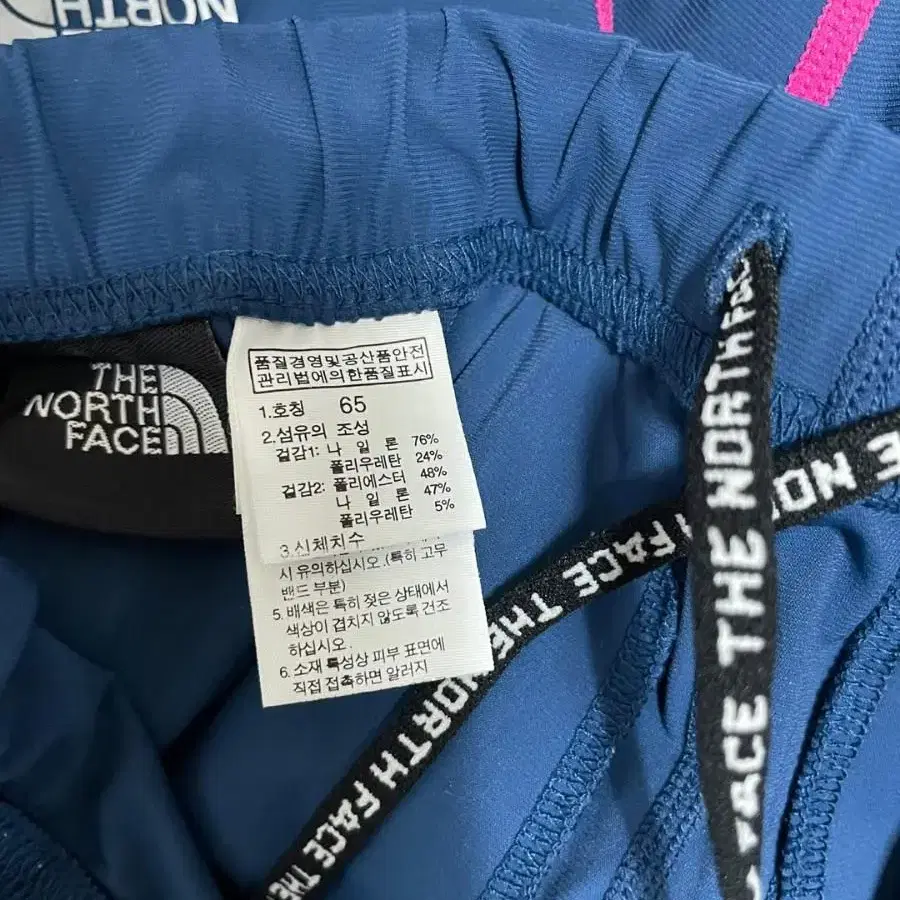 NORTH
THE
NORTH
FACE
품질경영및공산품안전
관리법에의한품질표시
1.호칭 65
2.섬유의 조성
겉감1: 나 일 론 76%
폴리우레탄 24%
겉감2: 폴리에스터 48%
나 일 론 47%
폴리우레탄 5%
3.신체치수
시 유의하십시오.(특히 고무
밴드 부분)
5. 배색은 특히 젖은 상태에서
색상이 겹치지 않도록 건조
하십시오.
6. 소재 특성상 피부 표면에
직접 접촉하면 알러지
FACE THE NORTH
THE NORTH FACE THE NORTH FACE THE